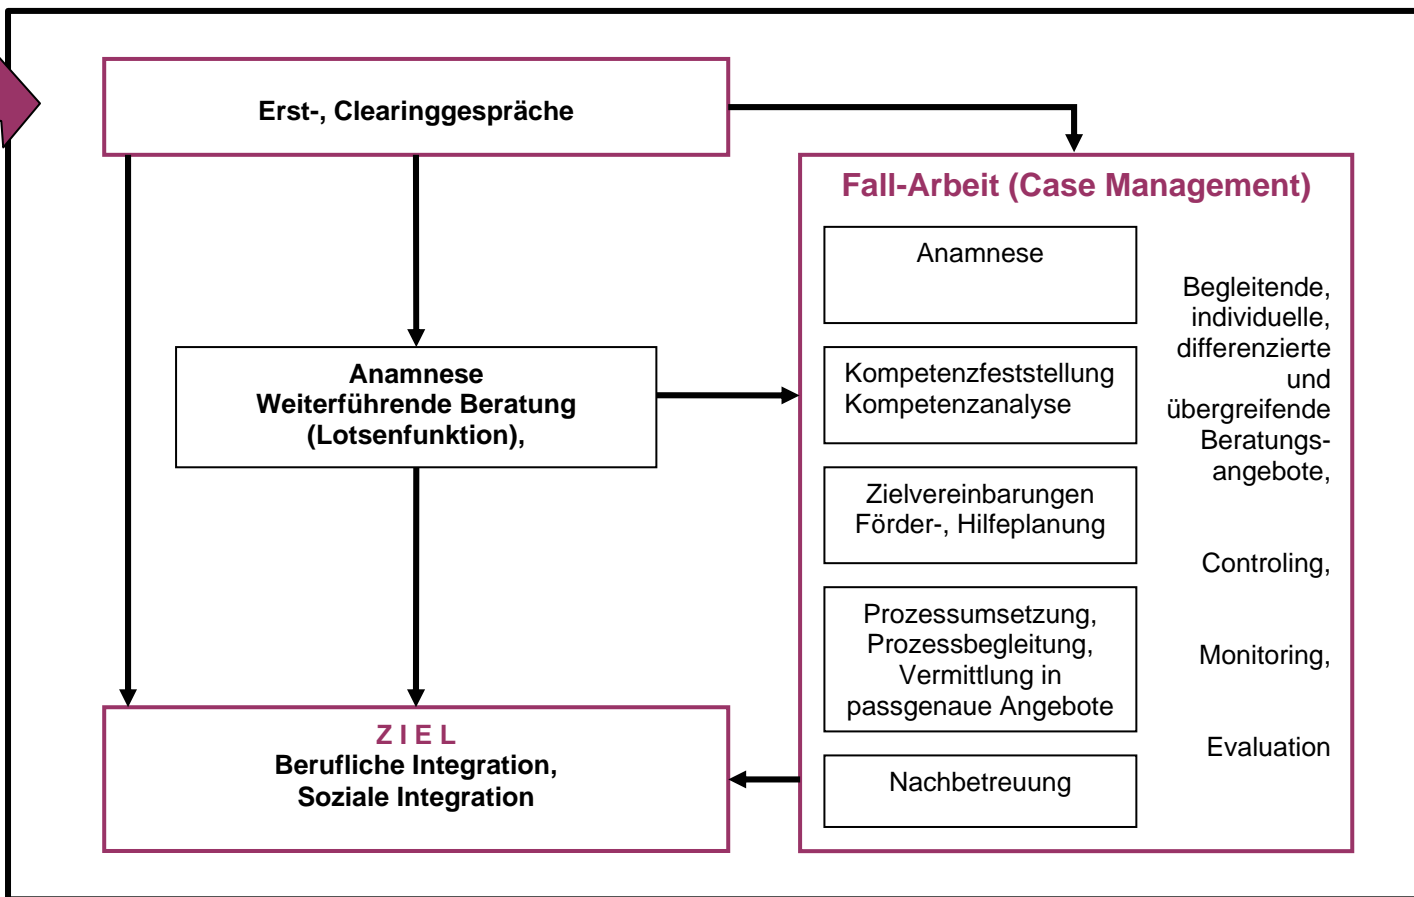 Erst-, Clearinggespräche
Fall-Arbeit (Case Management)
Anamnese
Kompetenzfeststellung
Kompetenzanalyse
Zielvereinbarungen
Förder-, Hilfeplanung
Prozessumsetzung,
Prozessbegleitung,
Vermittlung in
passgenaue Angebote
Nachbetreuung
Begleitende,
individuelle,
differenzierte
und
übergreifende
Beratungs-
angebote,
Controling,
Monitoring,
Evaluation
Anamnese
Weiterführende Beratung
(Lotsenfunktion),
Z I E L
Berufliche Integration,
Soziale Integration